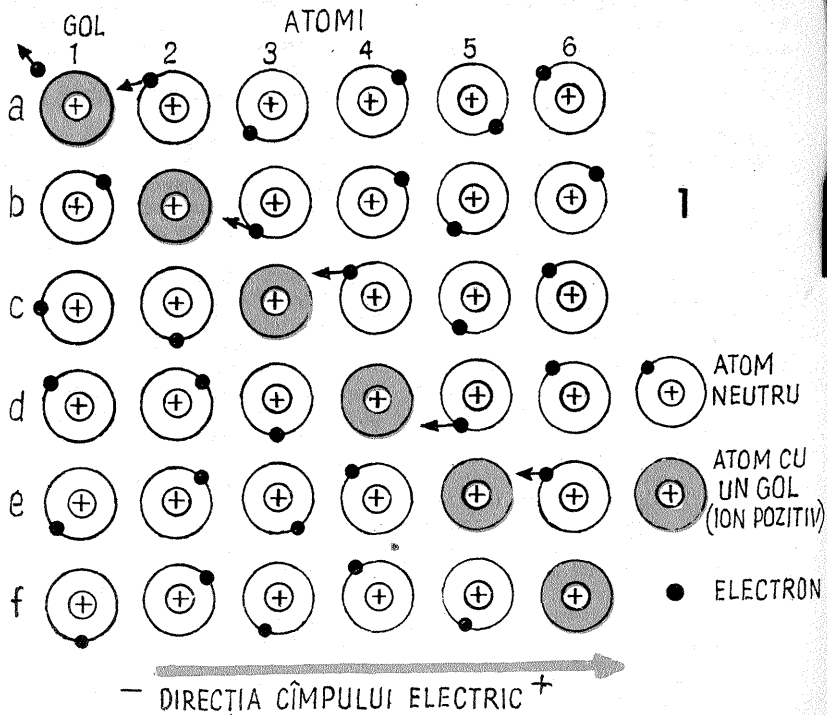 GOL
ATOMI
1 2 3 4 5 6
a
b
1
c
d
ATOM
NEUTRU
e
ATOM CU
UN GOL
(ION POZITIV)
f
ELECTRON
− DIRECȚIA CÎMPULUI ELECTRIC +